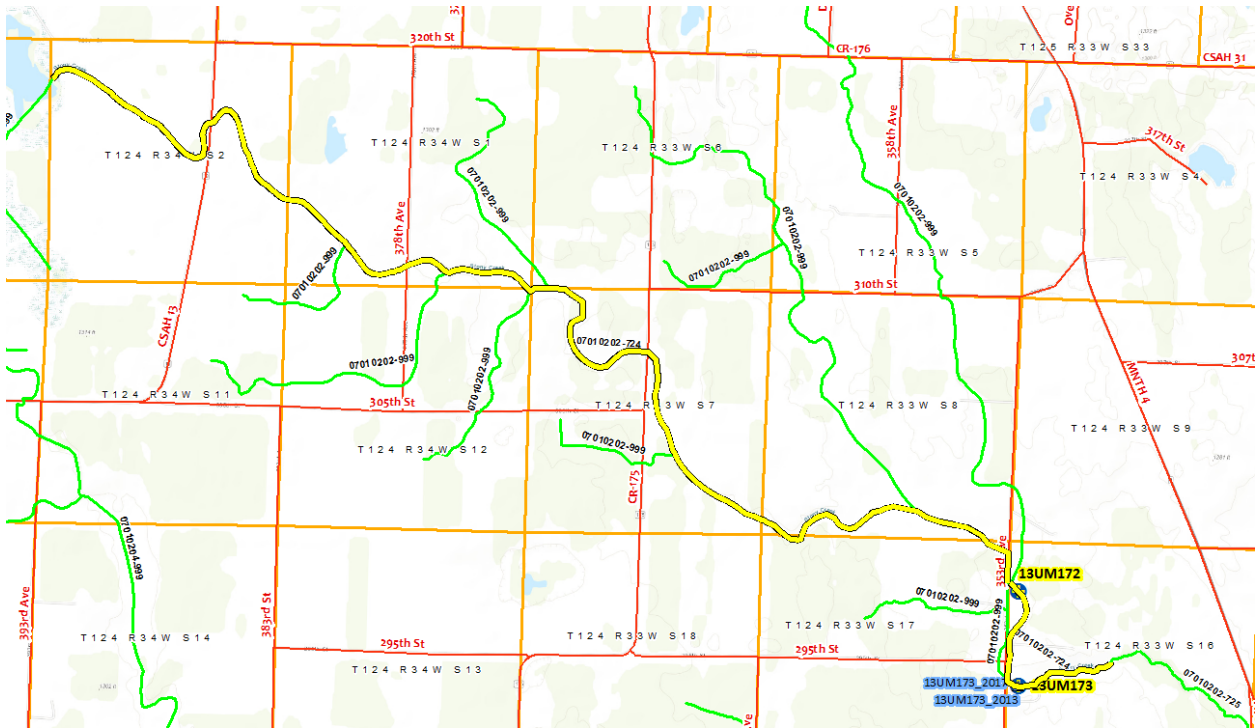 320th St
CR-176
T125 R33W S33
CSAH 31
T124 R34W S2
T124 R34W S1
T124 R33W S6
358th Ave
317th St
T124 R33W S4
07010202-999
07010202-999
07010202-999
378th Ave
07010202-999
07010202-999
T124 R33W S5
310th St
CSAH 13
07010202-724
07010202-999
07010202-999
MNTH 4
T124 R34W S11
305th St
T124 R33W S7
T124 R33W S8
T124 R33W S9
T124 R34W S12
07010202-999
CR-175
07010204-999
353rd Ave
13UM172
07010202-999
393rd Ave
383rd St
T124 R34W S14
295th St
T124 R33W S18
T124 R33W S17
295th St
07010202-999
07010202-724
T124 R33W S16
T124 R34W S13
13UM173_2017
13UM173
13UM173_2013
07010202-725